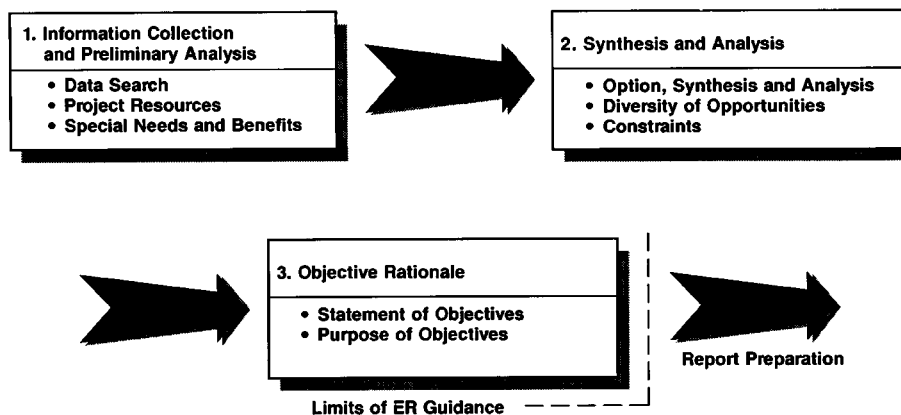 1. Information Collection
and Preliminary Analysis
• Data Search
• Project Resources
• Special Needs and Benefits
2. Synthesis and Analysis
• Option, Synthesis and Analysis
• Diversity of Opportunities
• Constraints
3. Objective Rationale
• Statement of Objectives
• Purpose of Objectives
Report Preparation
Limits of ER Guidance